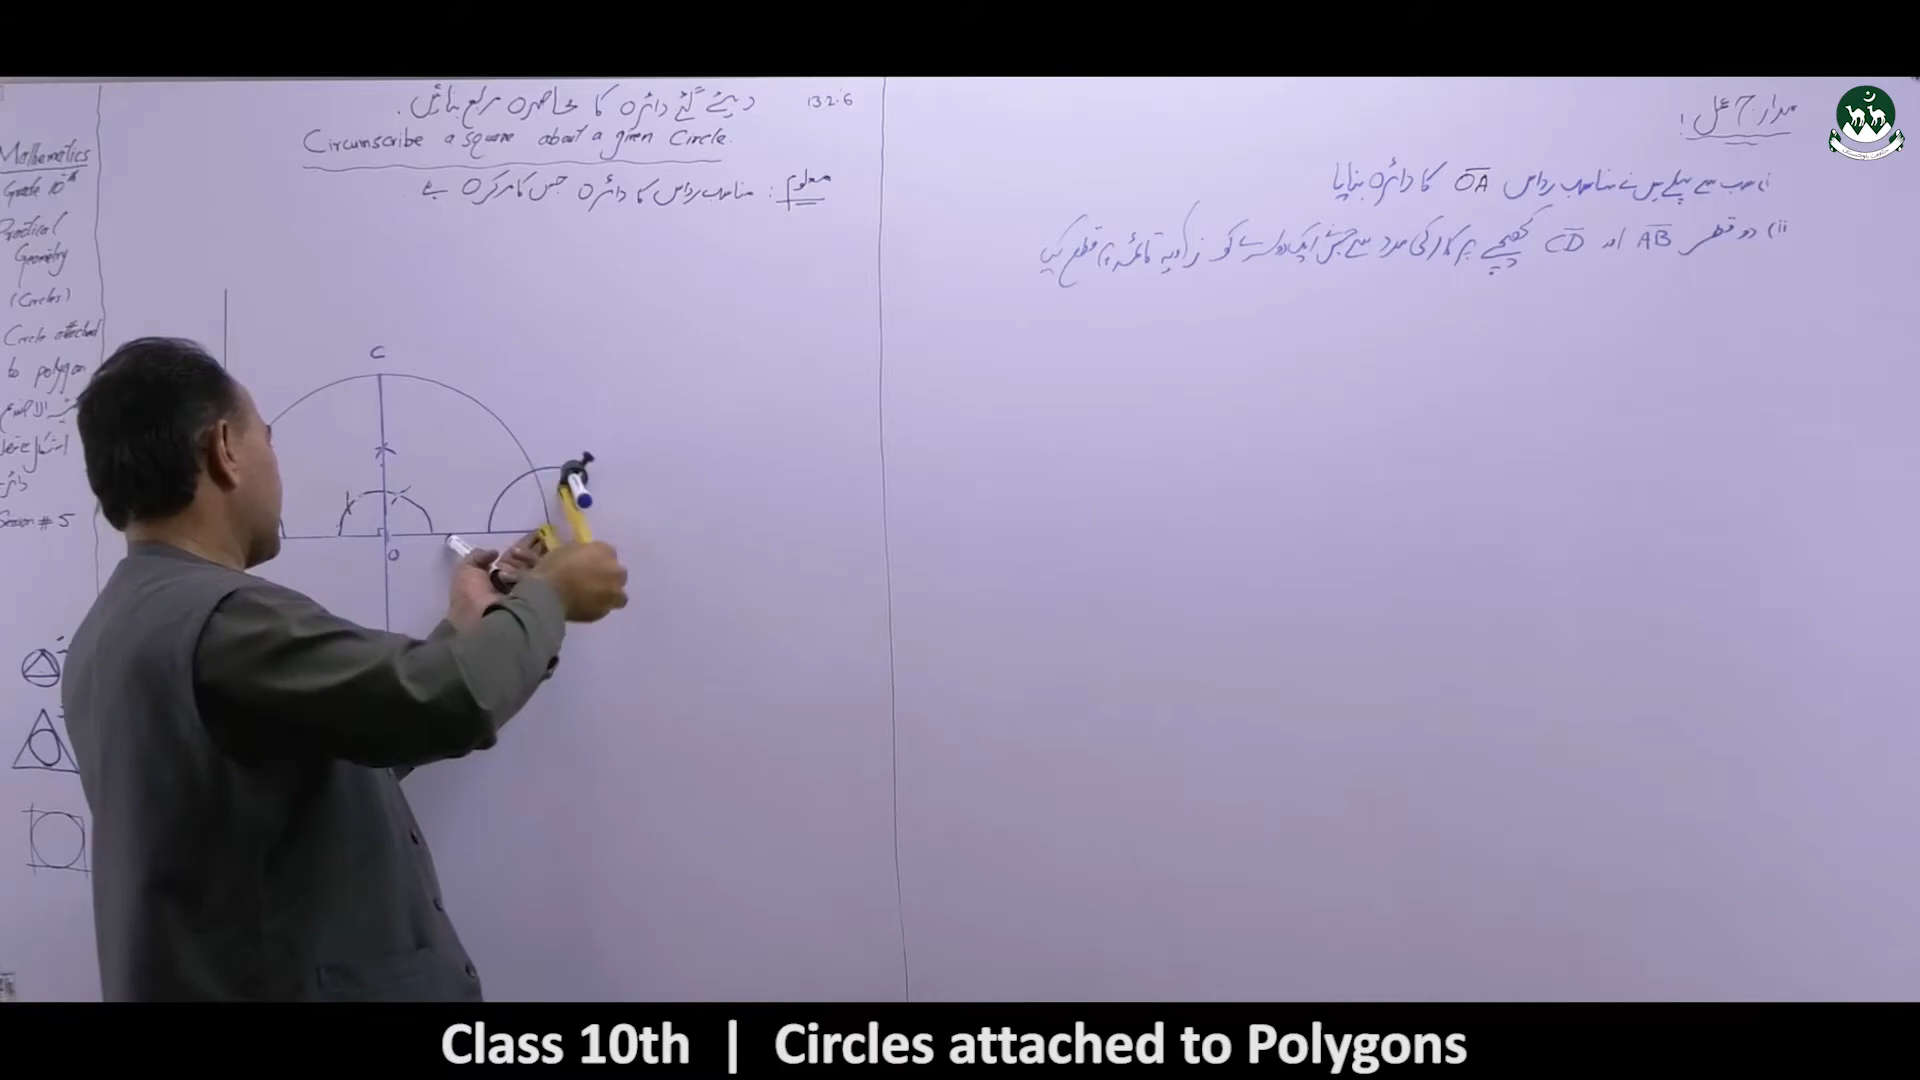 دیئے گئے دائرہ کا محاصرہ مربع بنائیں۔
13.2.6
Circumscribe a square about a given Circle.
معلوم: مناسب رداس کا دائرہ جس کا مرکز O ہے
Mathematics
Grade 10th
Practical
Geometry
(Circles)
Circle attached
to polygon
دائرے
Session # 5
C
O
مدارج عمل:
i) سب سے پہلے میں نے مناسب رداس OA کا دائرہ بنایا
ii) دو قطر AB اور CD کھینچے پرکار کی مدد سے جس نے ایک دوسرے کو زاویہ قائمہ پر قطع کیا
Class 10th | Circles attached to Polygons